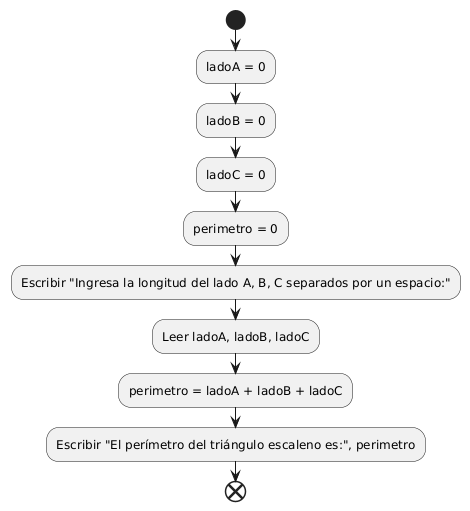 ladoA = 0
ladoB = 0
ladoC = 0
perimetro = 0
Escribir "Ingresa la longitud del lado A, B, C separados por un espacio:"
Leer ladoA, ladoB, ladoC
perimetro = ladoA + ladoB + ladoC
Escribir "El perímetro del triángulo escaleno es:", perimetro